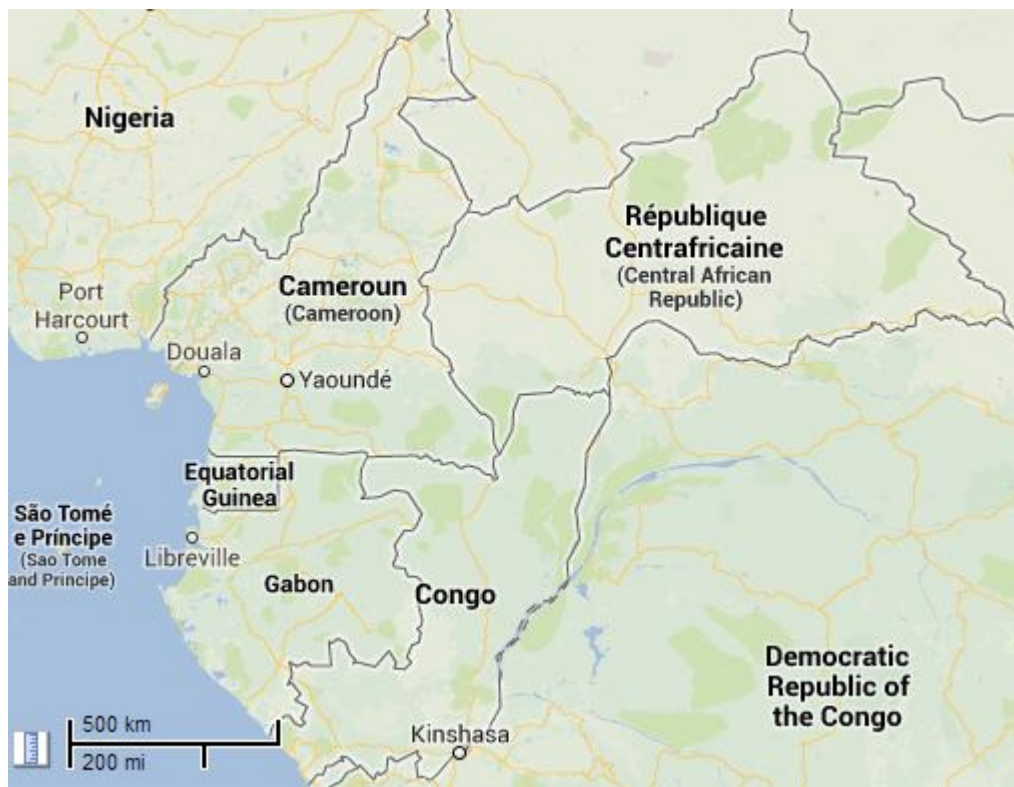 Nigeria
République
Centrafricaine
(Central African
Republic)
Cameroun
(Cameroon)
Port
Harcourt
Douala
Yaoundé
Equatorial
Guinea
São Tomé
e Príncipe
(Sao Tome
and Principe)
Libreville
Gabon
Congo
Democratic
Republic of
the Congo
Kinshasa
500 km
200 mi